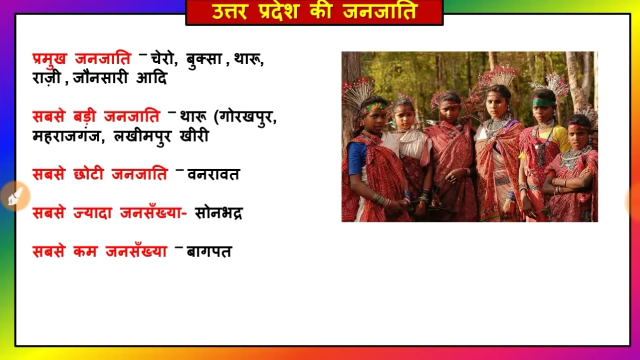 उत्तर प्रदेश की जनजाति
प्रमुख जनजाति – चेरो, बुक्सा , थारू,
राज़ी , जौनसारी आदि
सबसे बड़ी जनजाति – थारू (गोरखपुर,
महराजगंज, लखीमपुर खीरी
सबसे छोटी जनजाति – वनरावत
सबसे ज्यादा जनसँख्या- सोनभद्र
सबसे कम जनसँख्या – बागपत